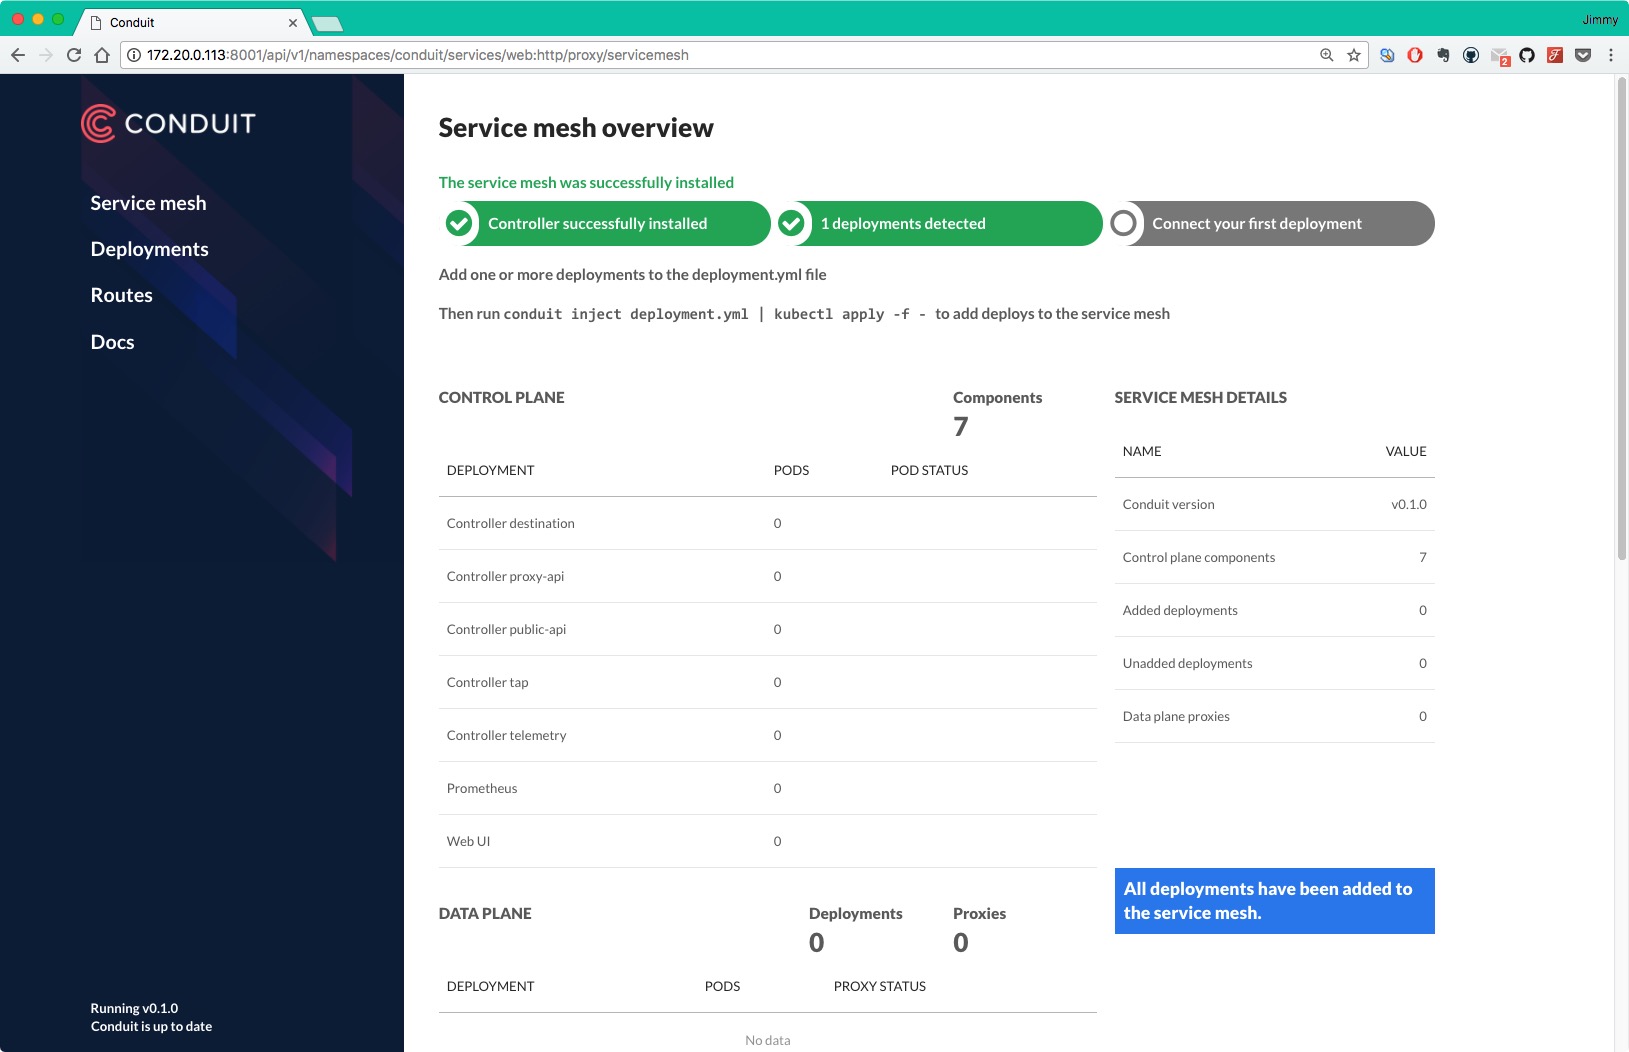 Conduit
Jimmy
172.20.0.113:8001/api/v1/namespaces/conduit/services/web:http/proxy/servicemesh
2
CONDUIT
Service mesh
Deployments
Routes
Docs
Running v0.1.0
Conduit is up to date
Service mesh overview
The service mesh was successfully installed
Controller successfully installed
1 deployments detected
Connect your first deployment
Add one or more deployments to the deployment.yml file
Then run conduit inject deployment.yml | kubectl apply -f - to add deploys to the service mesh
CONTROL PLANE
Components
7
DEPLOYMENT PODS POD STATUS
Controller destination 0
Controller proxy-api 0
Controller public-api 0
Controller tap 0
Controller telemetry 0
Prometheus 0
Web UI 0
DATA PLANE
Deployments
0
Proxies
0
DEPLOYMENT PODS PROXY STATUS
No data
SERVICE MESH DETAILS
NAME VALUE
Conduit version v0.1.0
Control plane components 7
Added deployments 0
Unadded deployments 0
Data plane proxies 0
All deployments have been added to
the service mesh.